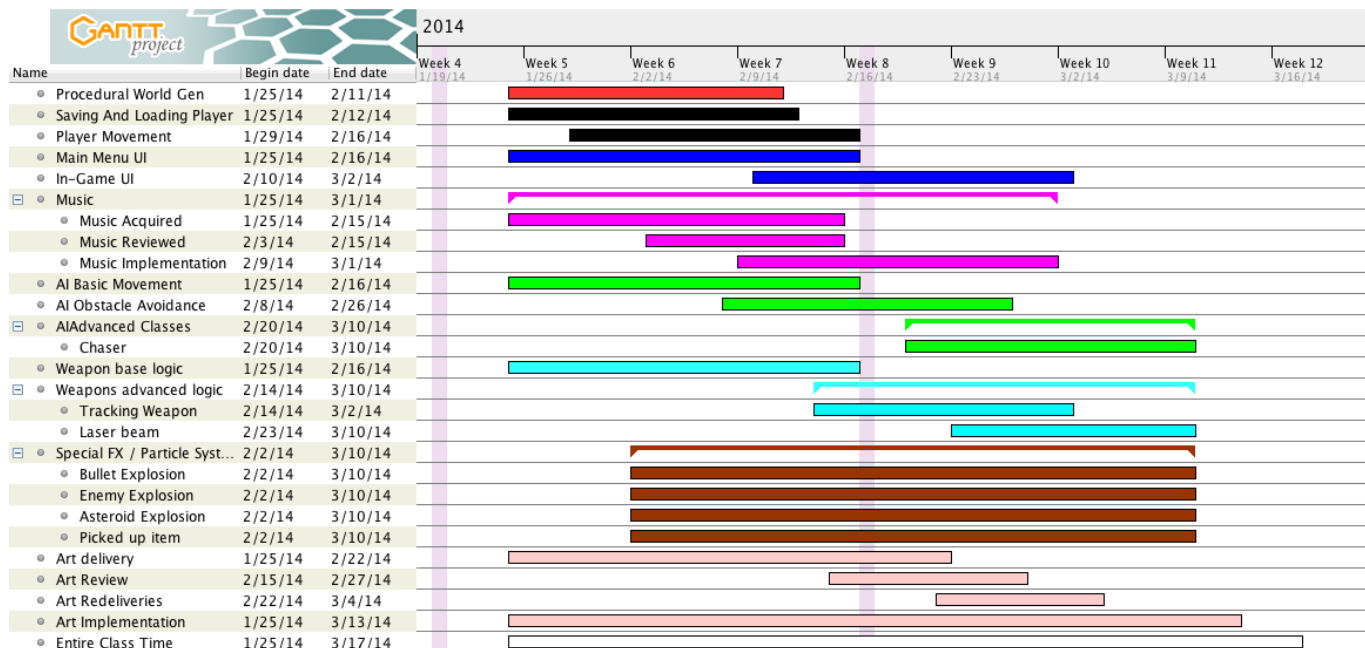 GANTT project
2014
Name Begin date End date
Week 4 Week 5 Week 6 Week 7 Week 8 Week 9 Week 10 Week 11 Week 12
1/19/14 1/26/14 2/2/14 2/9/14 2/16/14 2/23/14 3/2/14 3/9/14 3/16/14
Procedural World Gen 1/25/14 2/11/14
Saving And Loading Player 1/25/14 2/12/14
Player Movement 1/29/14 2/16/14
Main Menu UI 1/25/14 2/16/14
In-Game UI 2/10/14 3/2/14
Music 1/25/14 3/1/14
Music Acquired 1/25/14 2/15/14
Music Reviewed 2/3/14 2/15/14
Music Implementation 2/9/14 3/1/14
AI Basic Movement 1/25/14 2/16/14
AI Obstacle Avoidance 2/8/14 2/26/14
AIAdvanced Classes 2/20/14 3/10/14
Chaser 2/20/14 3/10/14
Weapon base logic 1/25/14 2/16/14
Weapons advanced logic 2/14/14 3/10/14
Tracking Weapon 2/14/14 3/2/14
Laser beam 2/23/14 3/10/14
Special FX / Particle Syst... 2/2/14 3/10/14
Bullet Explosion 2/2/14 3/10/14
Enemy Explosion 2/2/14 3/10/14
Asteroid Explosion 2/2/14 3/10/14
Picked up item 2/2/14 3/10/14
Art delivery 1/25/14 2/22/14
Art Review 2/15/14 2/27/14
Art Redeliveries 2/22/14 3/4/14
Art Implementation 1/25/14 3/13/14
Entire Class Time 1/25/14 3/17/14